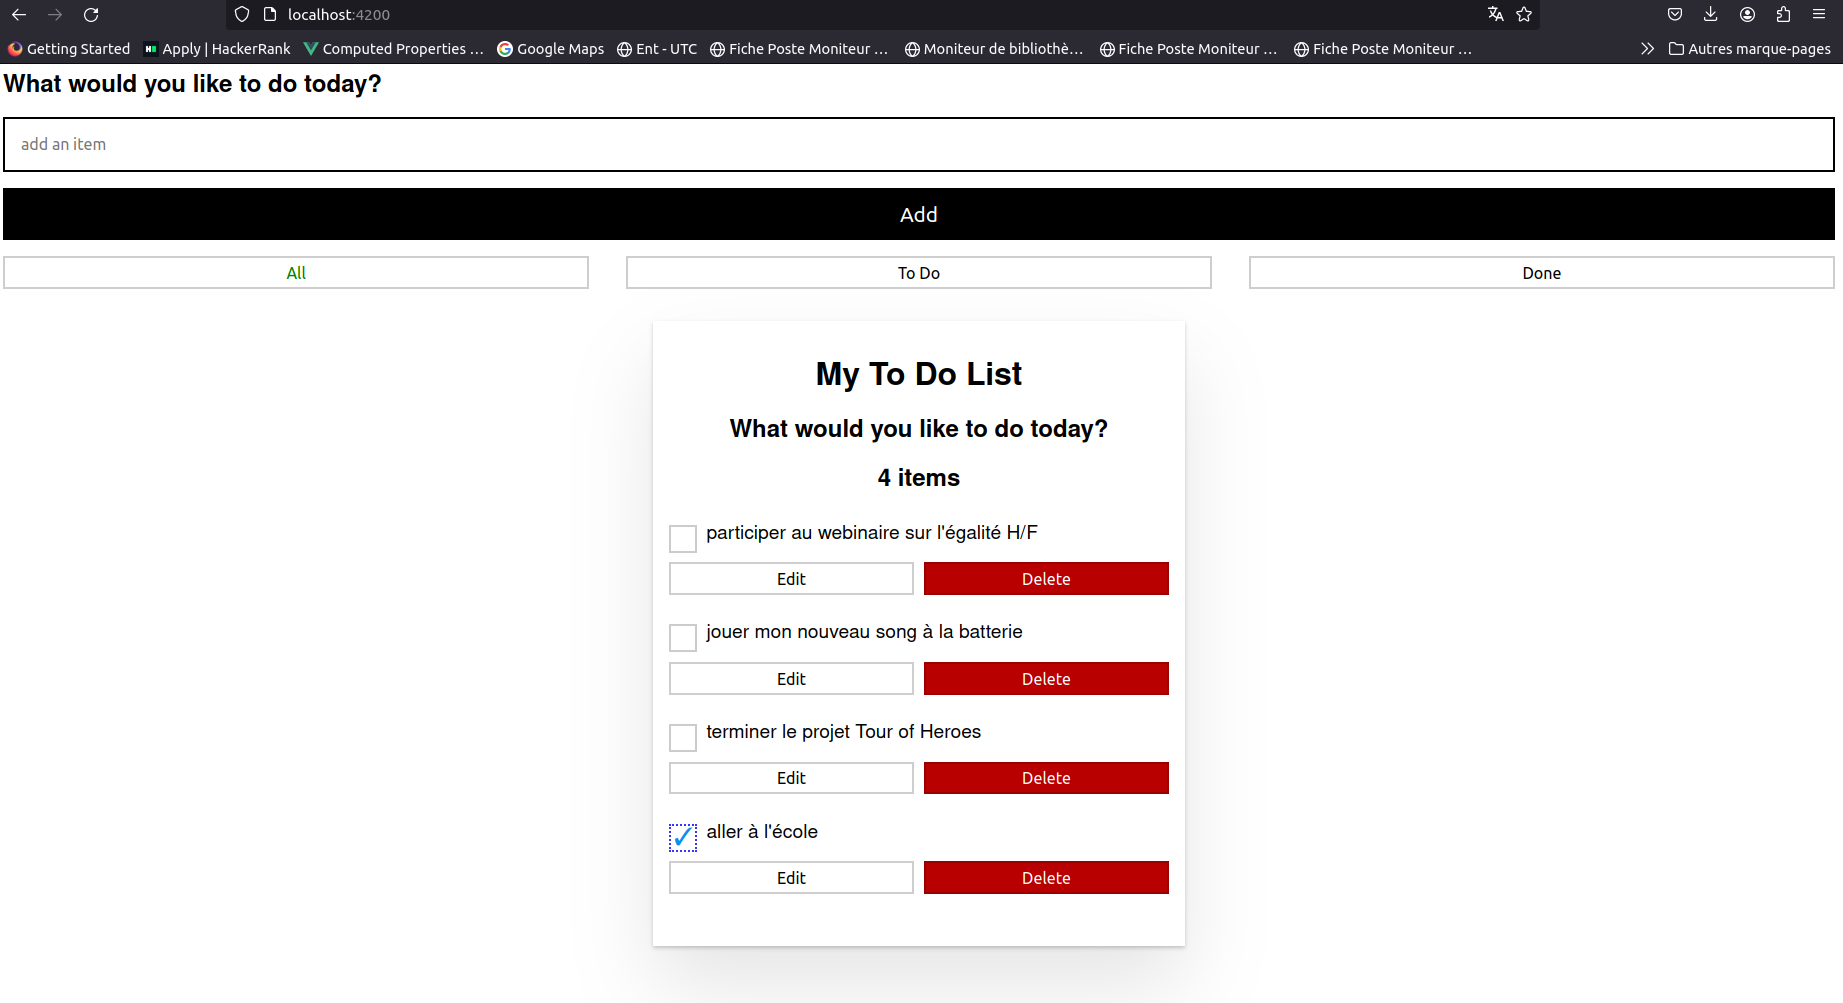 localhost:4200
Getting Started Apply | HackerRank Computed Properties ... Google Maps Ent - UTC Fiche Poste Moniteur ... Moniteur de bibliothè... Fiche Poste Moniteur ... Fiche Poste Moniteur ... Autres marque-pages
What would you like to do today?
add an item
Add
All To Do Done
My To Do List
What would you like to do today?
4 items
participer au webinaire sur l'égalité H/F
Edit Delete
jouer mon nouveau song à la batterie
Edit Delete
terminer le projet Tour of Heroes
Edit Delete
aller à l'école
Edit Delete